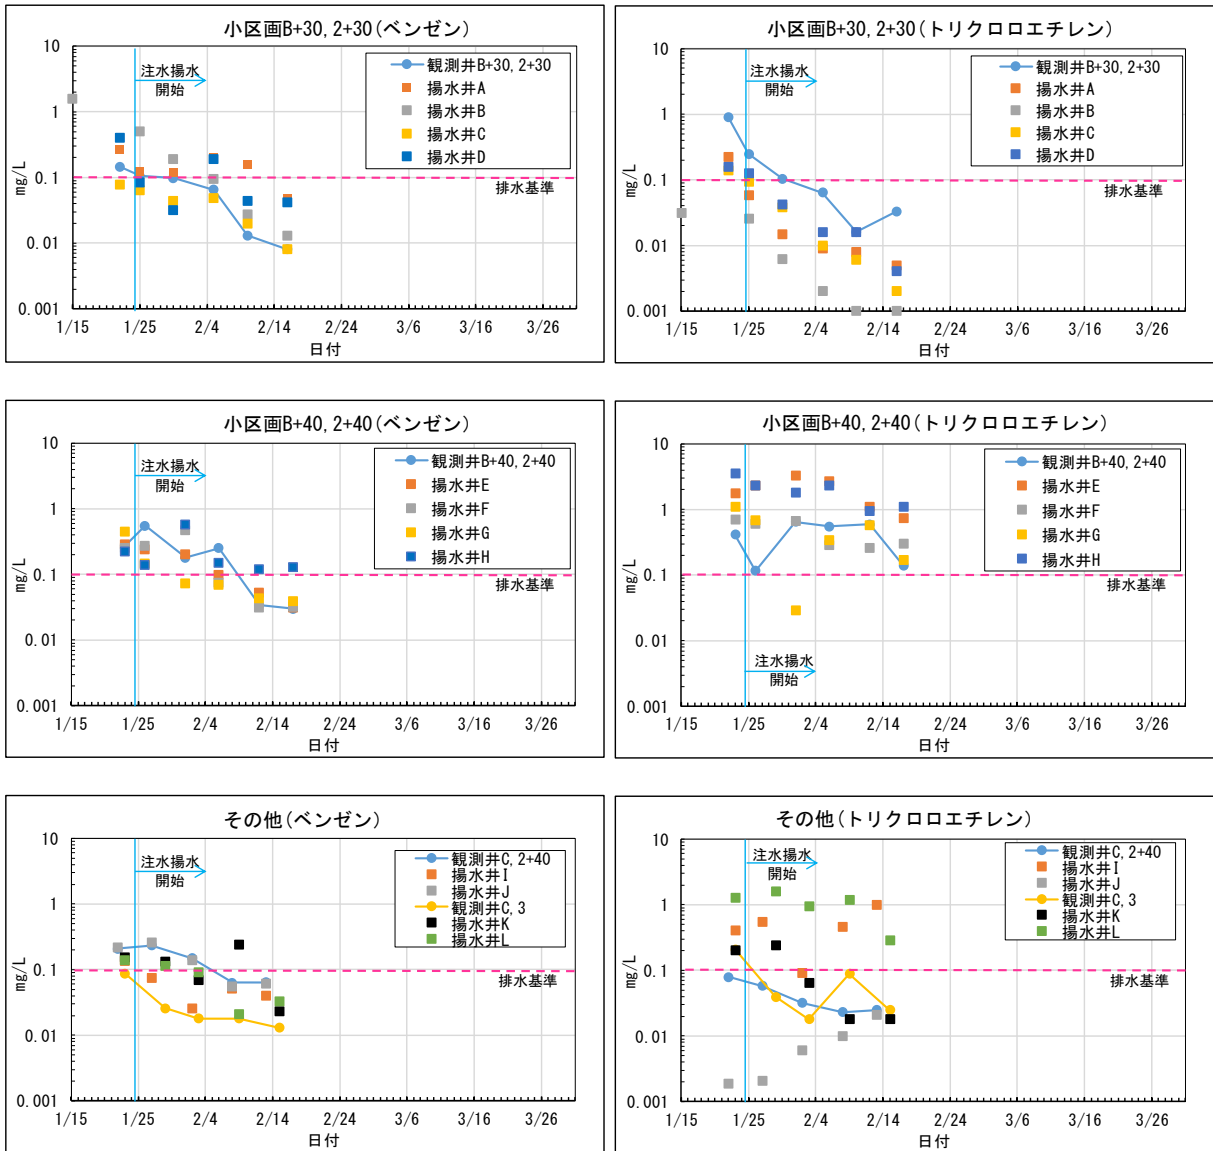 小区画B+30,2+30(ベンゼン)
10
1
0.1
0.01
0.001
mg/L
注水揚水
開始
観測井B+30,2+30
揚水井A
揚水井B
揚水井C
揚水井D
排水基準
1/15 1/25 2/4 2/14 2/24 3/6 3/16 3/26
日付
小区画B+30,2+30(トリクロロエチレン)
10
1
0.1
0.01
0.001
mg/L
注水揚水
開始
観測井B+30,2+30
揚水井A
揚水井B
揚水井C
揚水井D
排水基準
1/15 1/25 2/4 2/14 2/24 3/6 3/16 3/26
日付
小区画B+40,2+40(ベンゼン)
10
1
0.1
0.01
0.001
mg/L
注水揚水
開始
観測井B+40,2+40
揚水井E
揚水井F
揚水井G
揚水井H
排水基準
1/15 1/25 2/4 2/14 2/24 3/6 3/16 3/26
日付
小区画B+40,2+40(トリクロロエチレン)
10
1
0.1
0.01
0.001
mg/L
観測井B+40,2+40
揚水井E
揚水井F
揚水井G
揚水井H
排水基準
注水揚水
開始
1/15 1/25 2/4 2/14 2/24 3/6 3/16 3/26
日付
その他(ベンゼン)
10
1
0.1
0.01
0.001
mg/L
注水揚水
開始
観測井C,2+40
揚水井I
揚水井J
観測井C,3
揚水井K
揚水井L
排水基準
1/15 1/25 2/4 2/14 2/24 3/6 3/16 3/26
日付
その他(トリクロロエチレン)
10
1
0.1
0.01
0.001
mg/L
注水揚水
開始
観測井C,2+40
揚水井I
揚水井J
観測井C,3
揚水井K
揚水井L
排水基準
1/15 1/25 2/4 2/14 2/24 3/6 3/16 3/26
日付